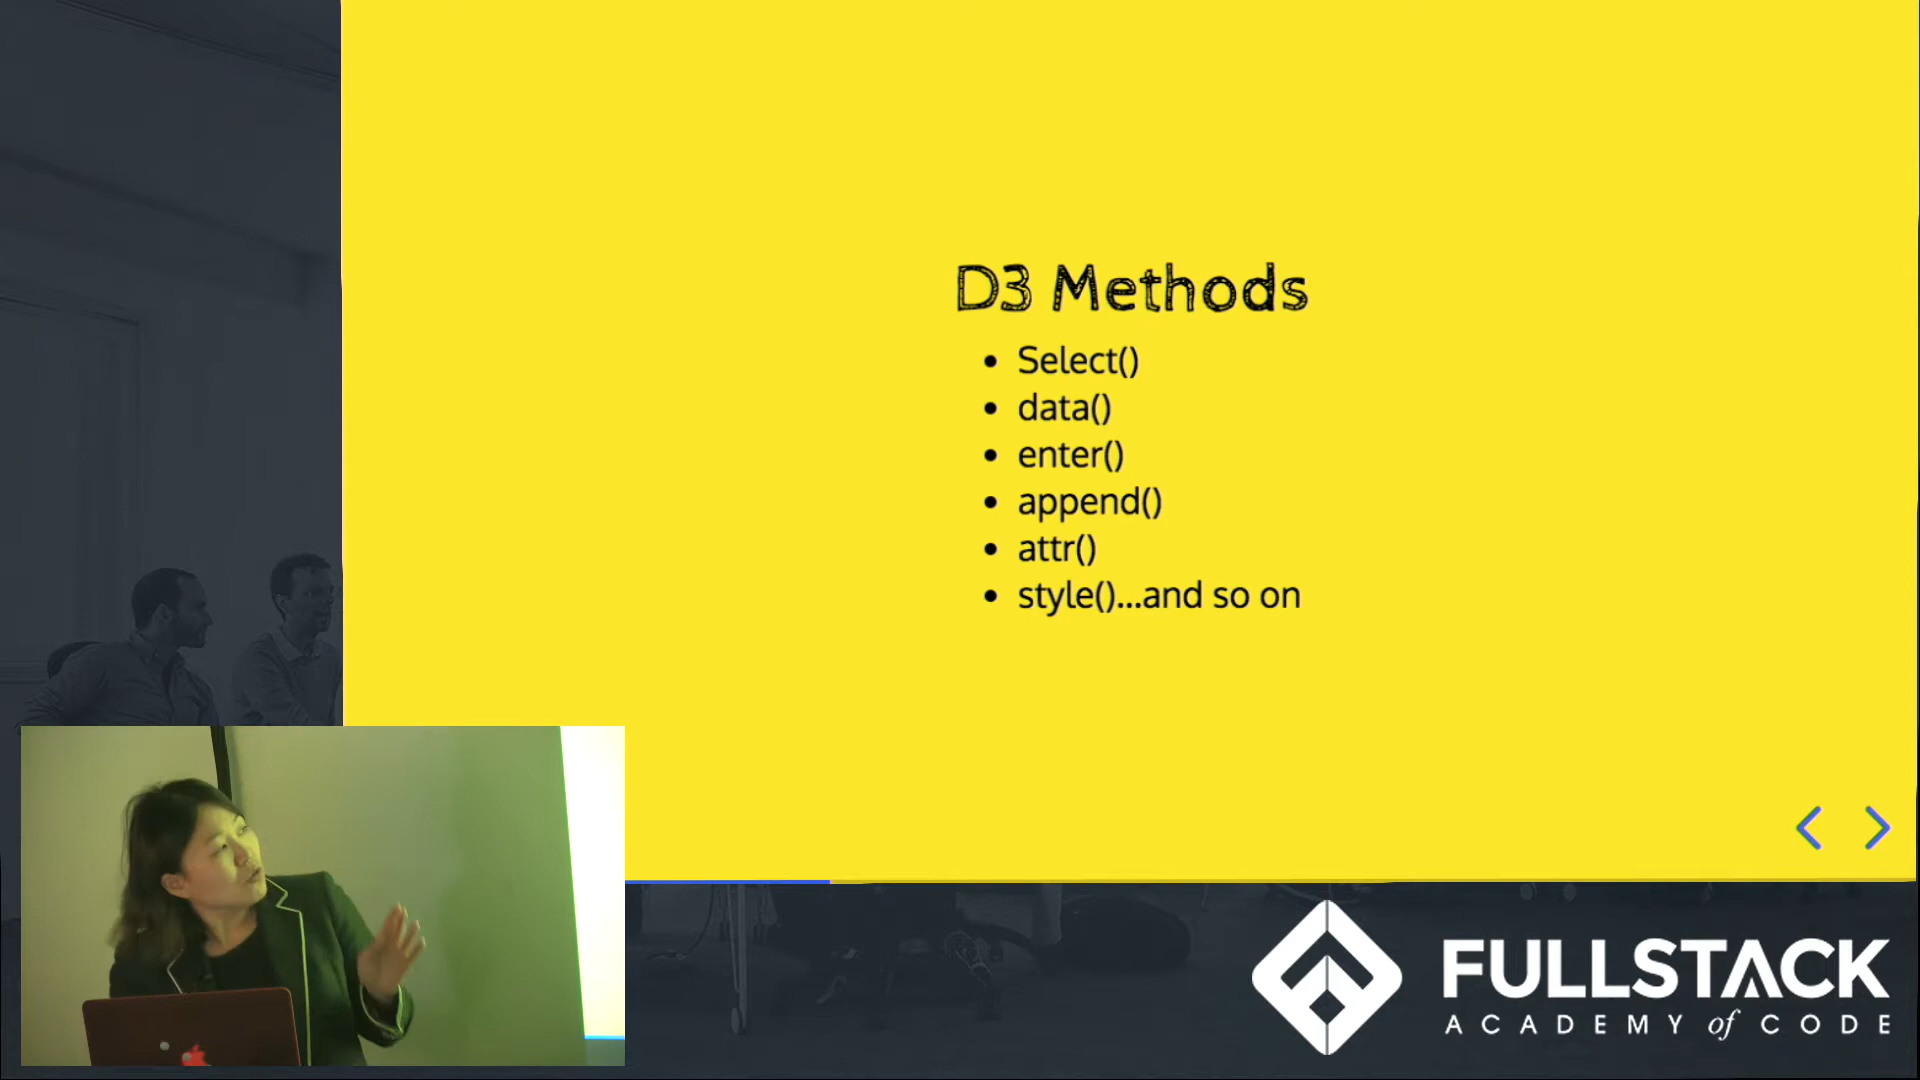 D3 Methods
Select()
data()
enter()
append()
attr()
style()...and so on
FULLSTACK
ACADEMY of CODE